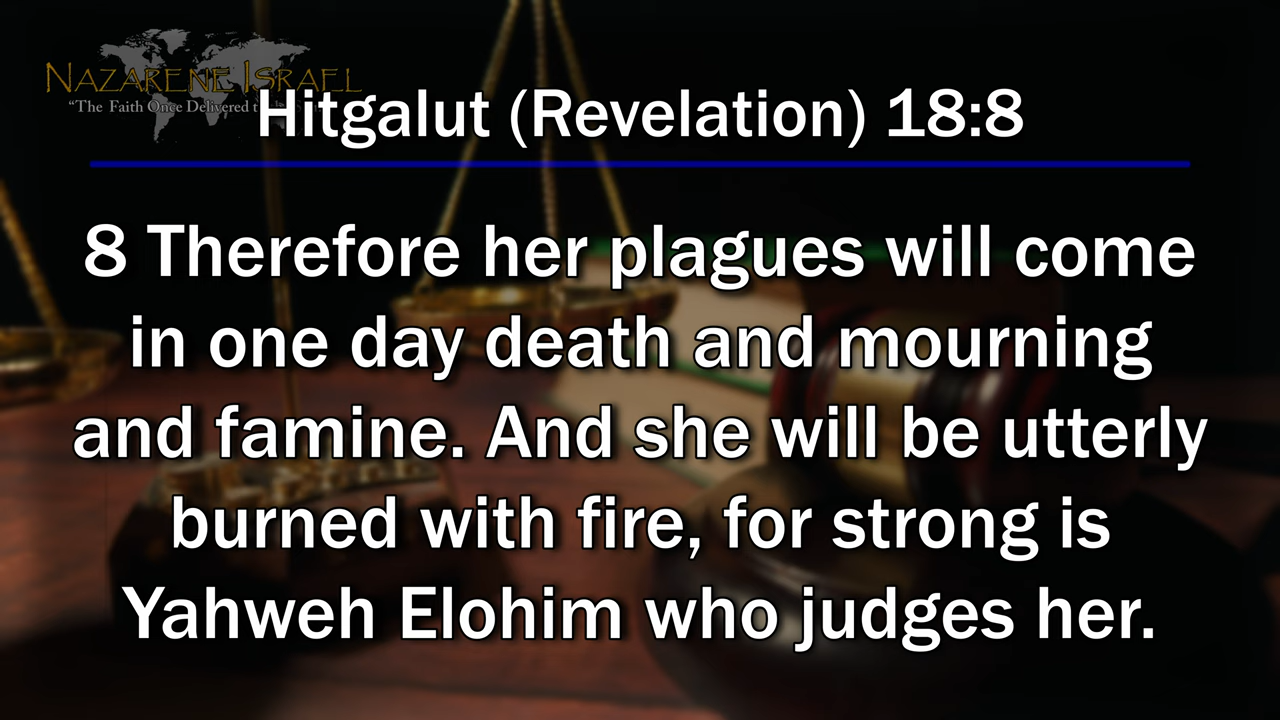 NAZARENE ISRAEL
"The Faith Once Delivered
Hitgalut (Revelation) 18:8
8 Therefore her plagues will come
in one day death and mourning
and famine. And she will be utterly
burned with fire, for strong is
Yahweh Elohim who judges her.